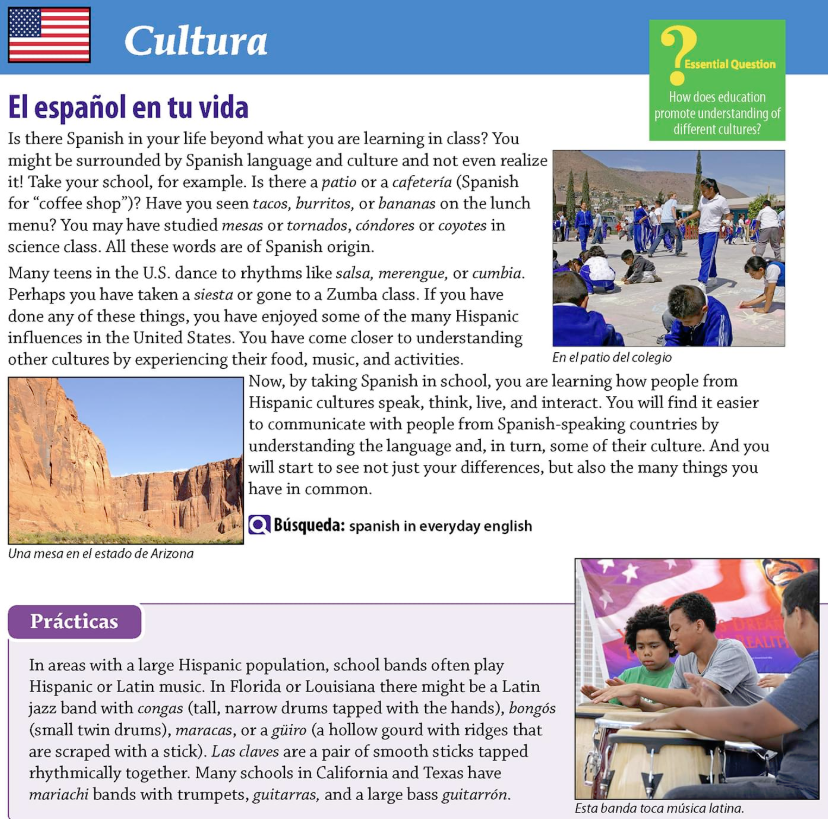 Cultura
?
Essential Question
How does education
promote understanding of
different cultures?
El español en tu vida
Is there Spanish in your life beyond what you are learning in class? You
might be surrounded by Spanish language and culture and not even realize
it! Take your school, for example. Is there a patio or a cafetería (Spanish
for “coffee shop”)? Have you seen tacos, burritos, or bananas on the lunch
menu? You may have studied mesas or tornados, cóndores or coyotes in
science class. All these words are of Spanish origin.
Many teens in the U.S. dance to rhythms like salsa, merengue, or cumbia.
Perhaps you have taken a siesta or gone to a Zumba class. If you have
done any of these things, you have enjoyed some of the many Hispanic
influences in the United States. You have come closer to understanding
other cultures by experiencing their food, music, and activities.
En el patio del colegio
Now, by taking Spanish in school, you are learning how people from
Hispanic cultures speak, think, live, and interact. You will find it easier
to communicate with people from Spanish-speaking countries by
understanding the language and, in turn, some of their culture. And you
will start to see not just your differences, but also the many things you
have in common.
Búsqueda: spanish in everyday english
Una mesa en el estado de Arizona
Prácticas
In areas with a large Hispanic population, school bands often play
Hispanic or Latin music. In Florida or Louisiana there might be a Latin
jazz band with congas (tall, narrow drums tapped with the hands), bongós
(small twin drums), maracas, or a güiro (a hollow gourd with ridges that
are scraped with a stick). Las claves are a pair of smooth sticks tapped
rhythmically together. Many schools in California and Texas have
mariachi bands with trumpets, guitarras, and a large bass guitarrón.
Esta banda toca música latina.